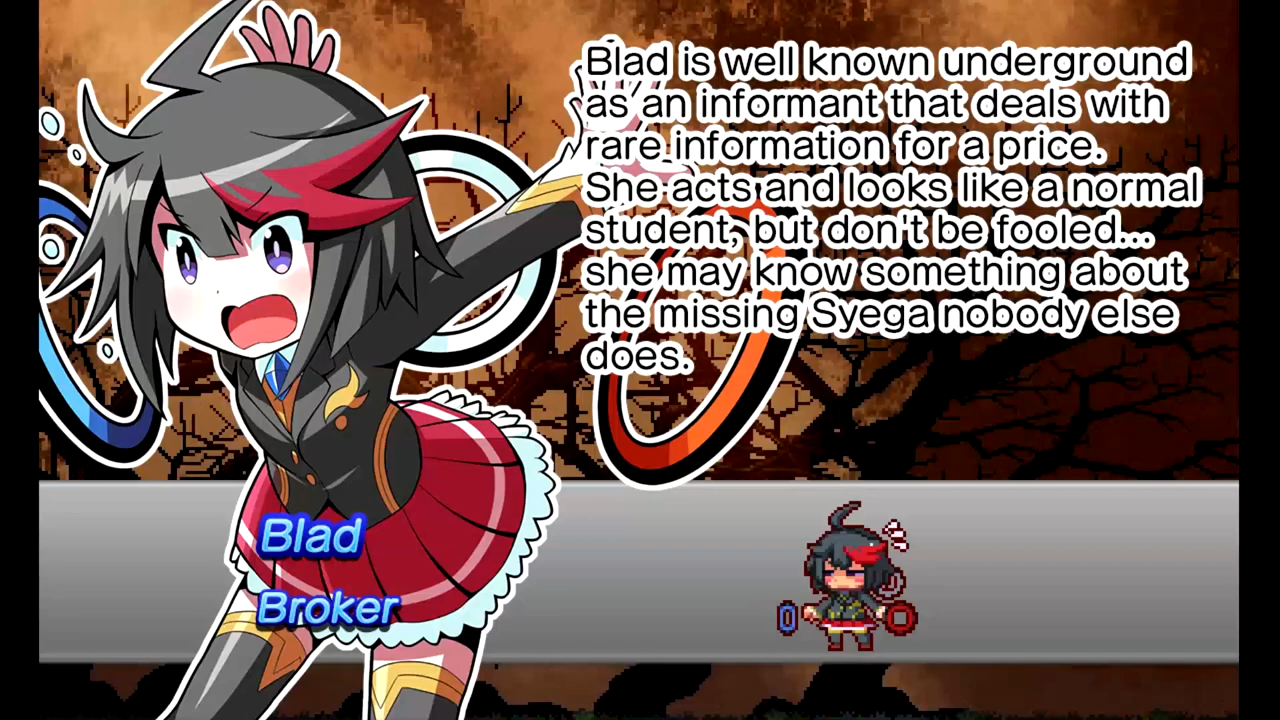 Blad is well known underground
as an informant that deals with
rare information for a price.
She acts and looks like a normal
student, but don't be fooled...
she may know something about
the missing Syega nobody else
does.
Blad
Broker